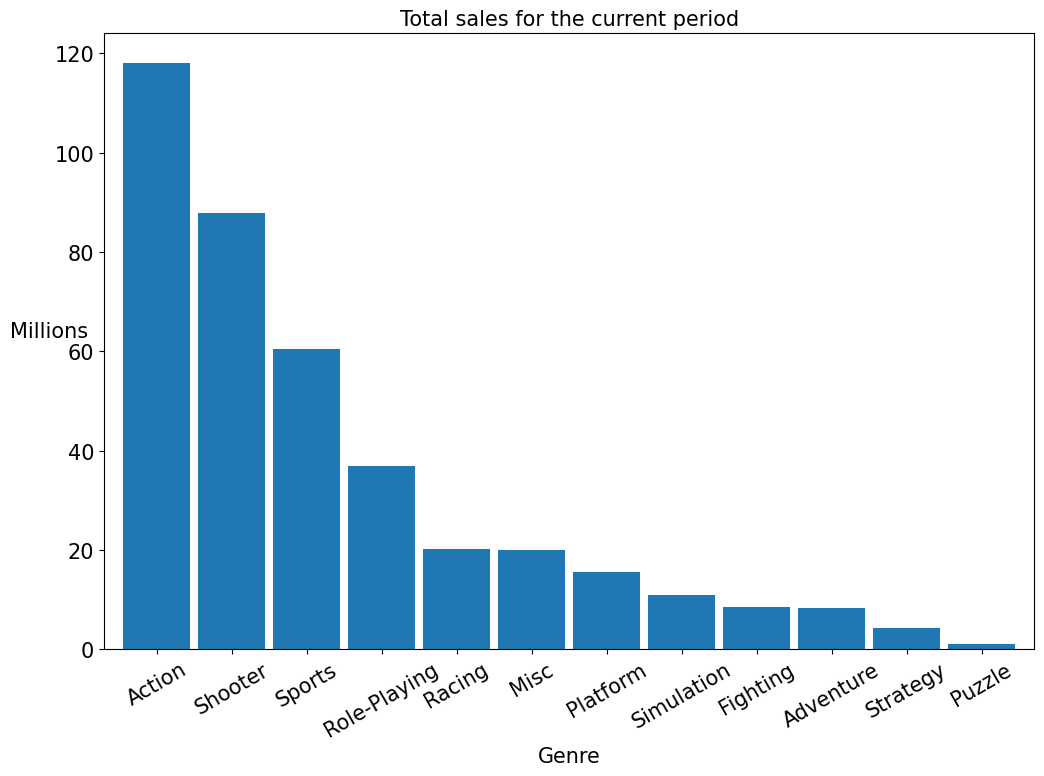 Total sales for the current period
120
100
80
Millions
60
40
20
0
Action
Shooter
Sports
Role-Playing
Racing
Misc
Platform
Simulation
Fighting
Adventure
Strategy
Puzzle
Genre